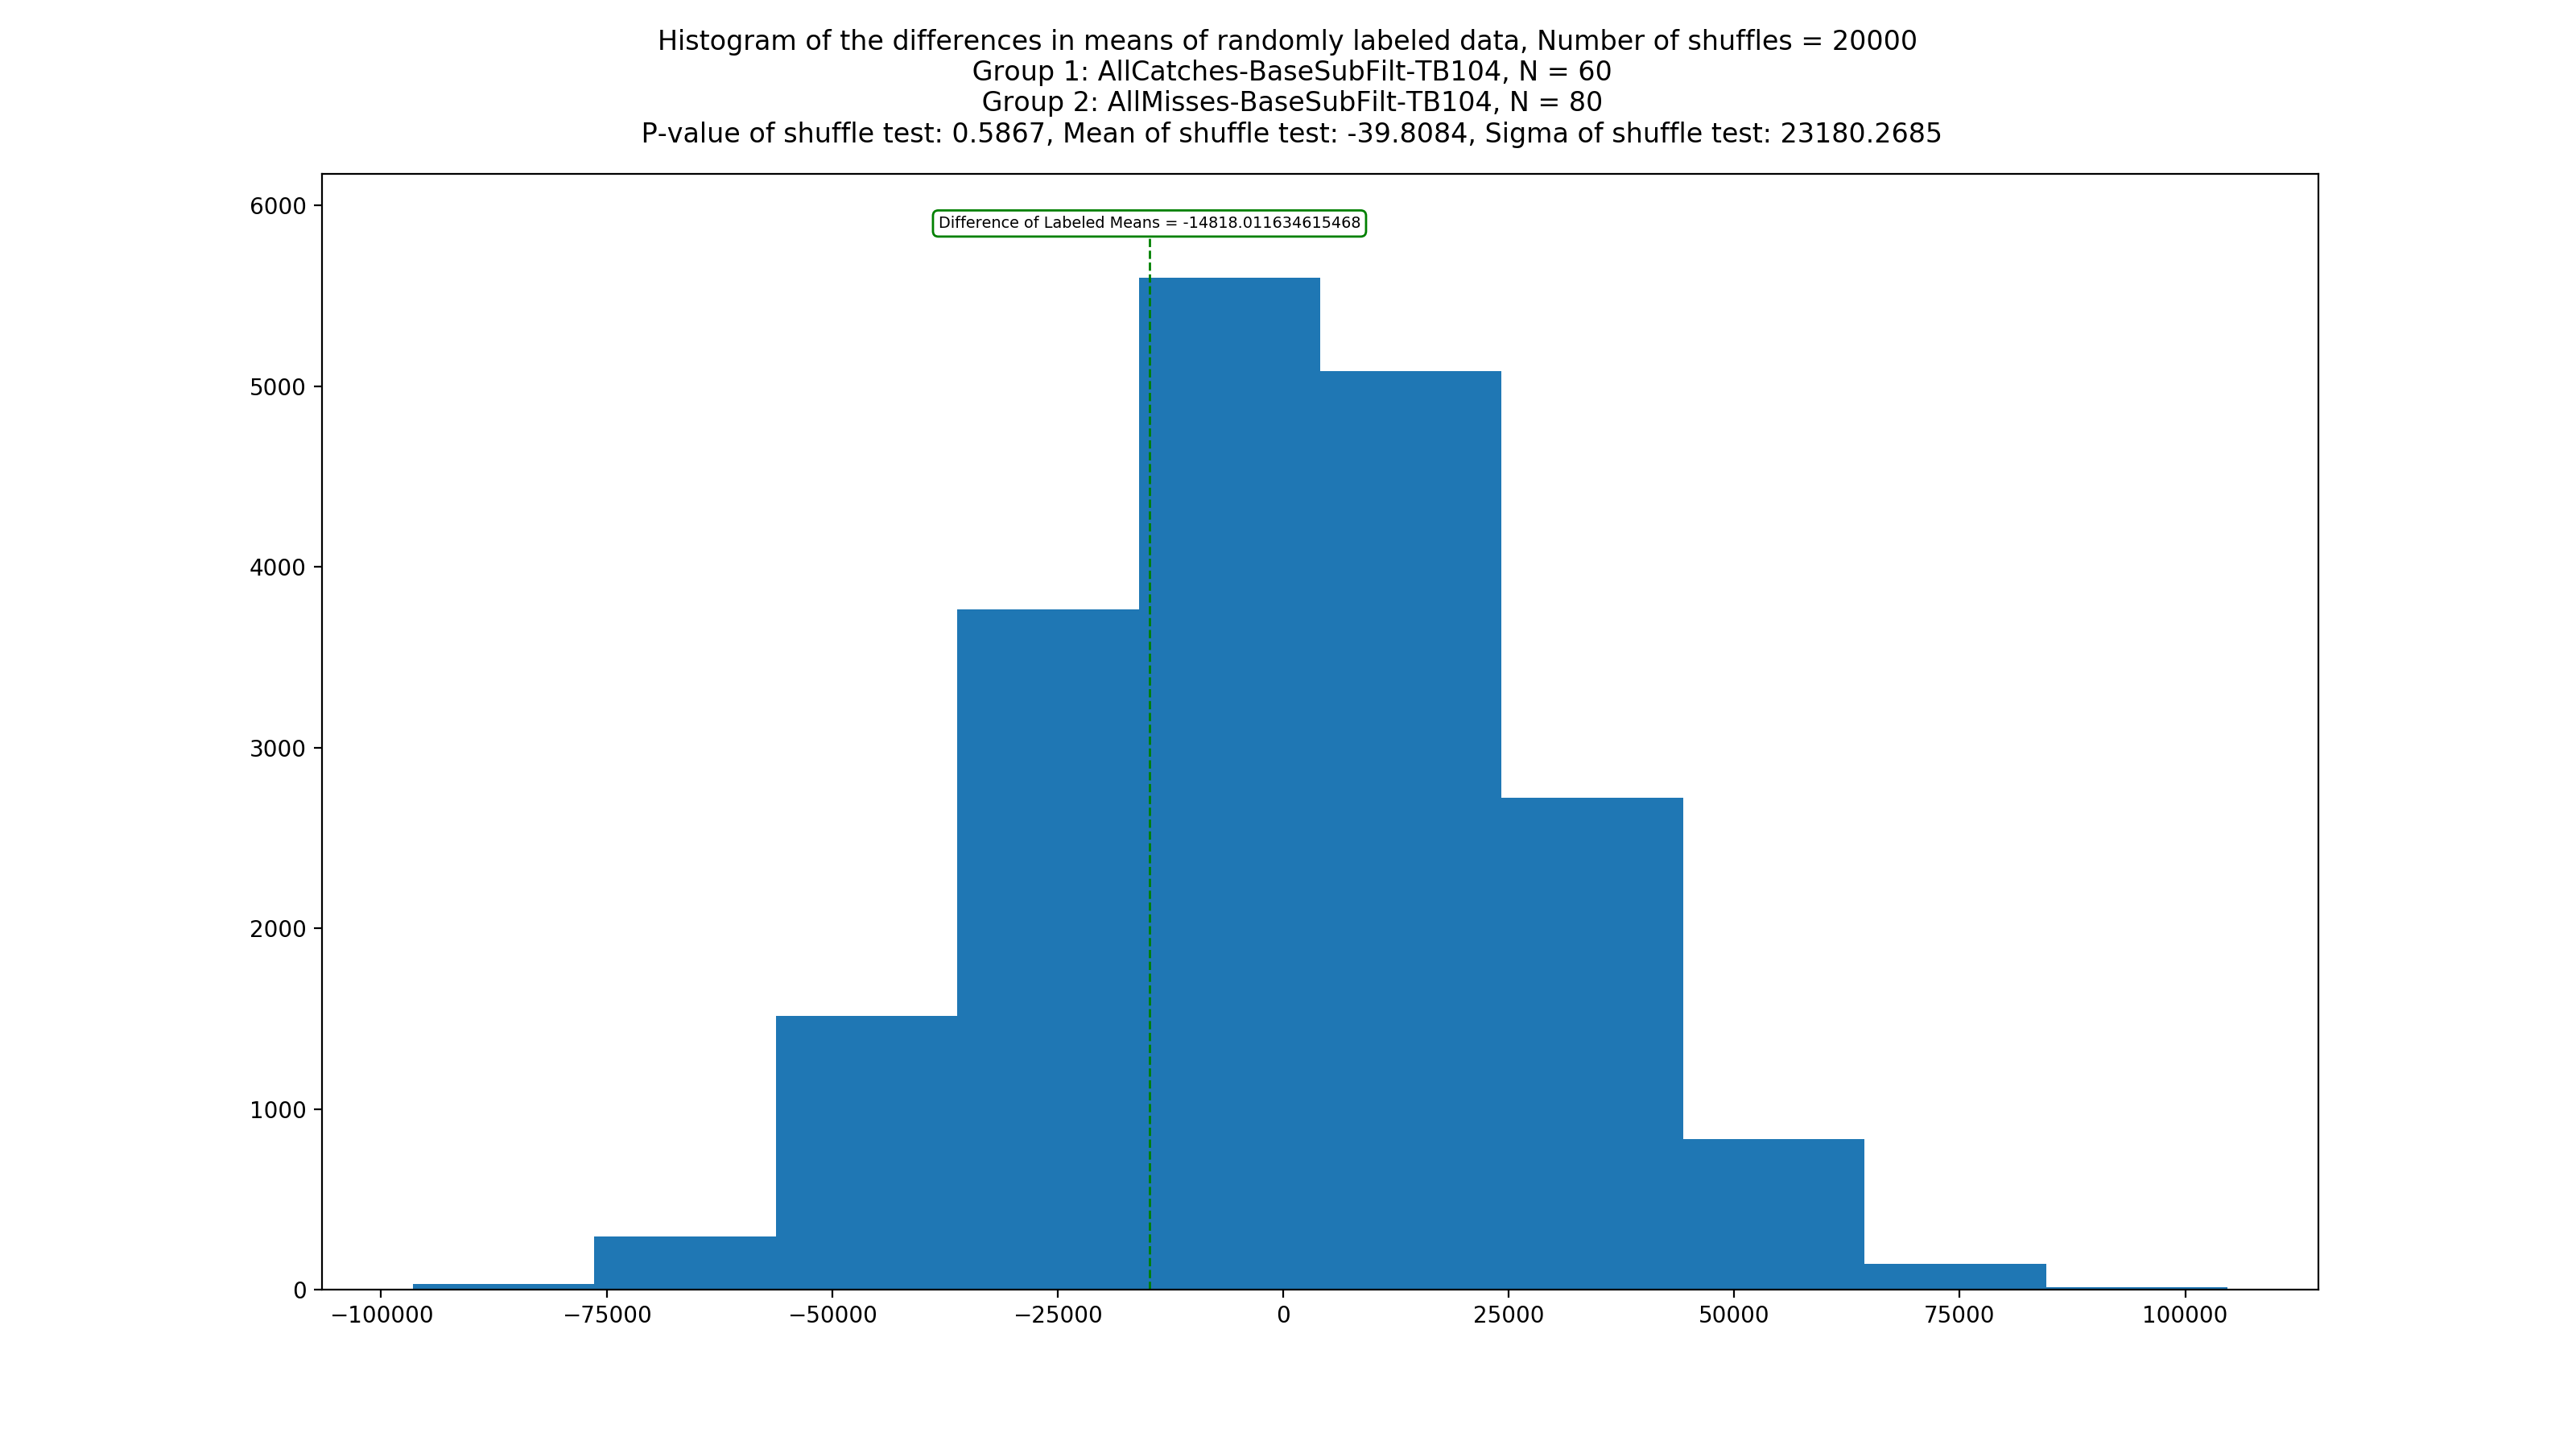 Histogram of the differences in means of randomly labeled data, Number of shuffles = 20000
Group 1: AllCatches-BaseSubFilt-TB104, N = 60
Group 2: AllMisses-BaseSubFilt-TB104, N = 80
P-value of shuffle test: 0.5867, Mean of shuffle test: -39.8084, Sigma of shuffle test: 23180.2685
6000
Difference of Labeled Means = -14818.011634615468
5000
4000
3000
2000
1000
0
−100000 −75000 −50000 −25000 0 25000 50000 75000 100000